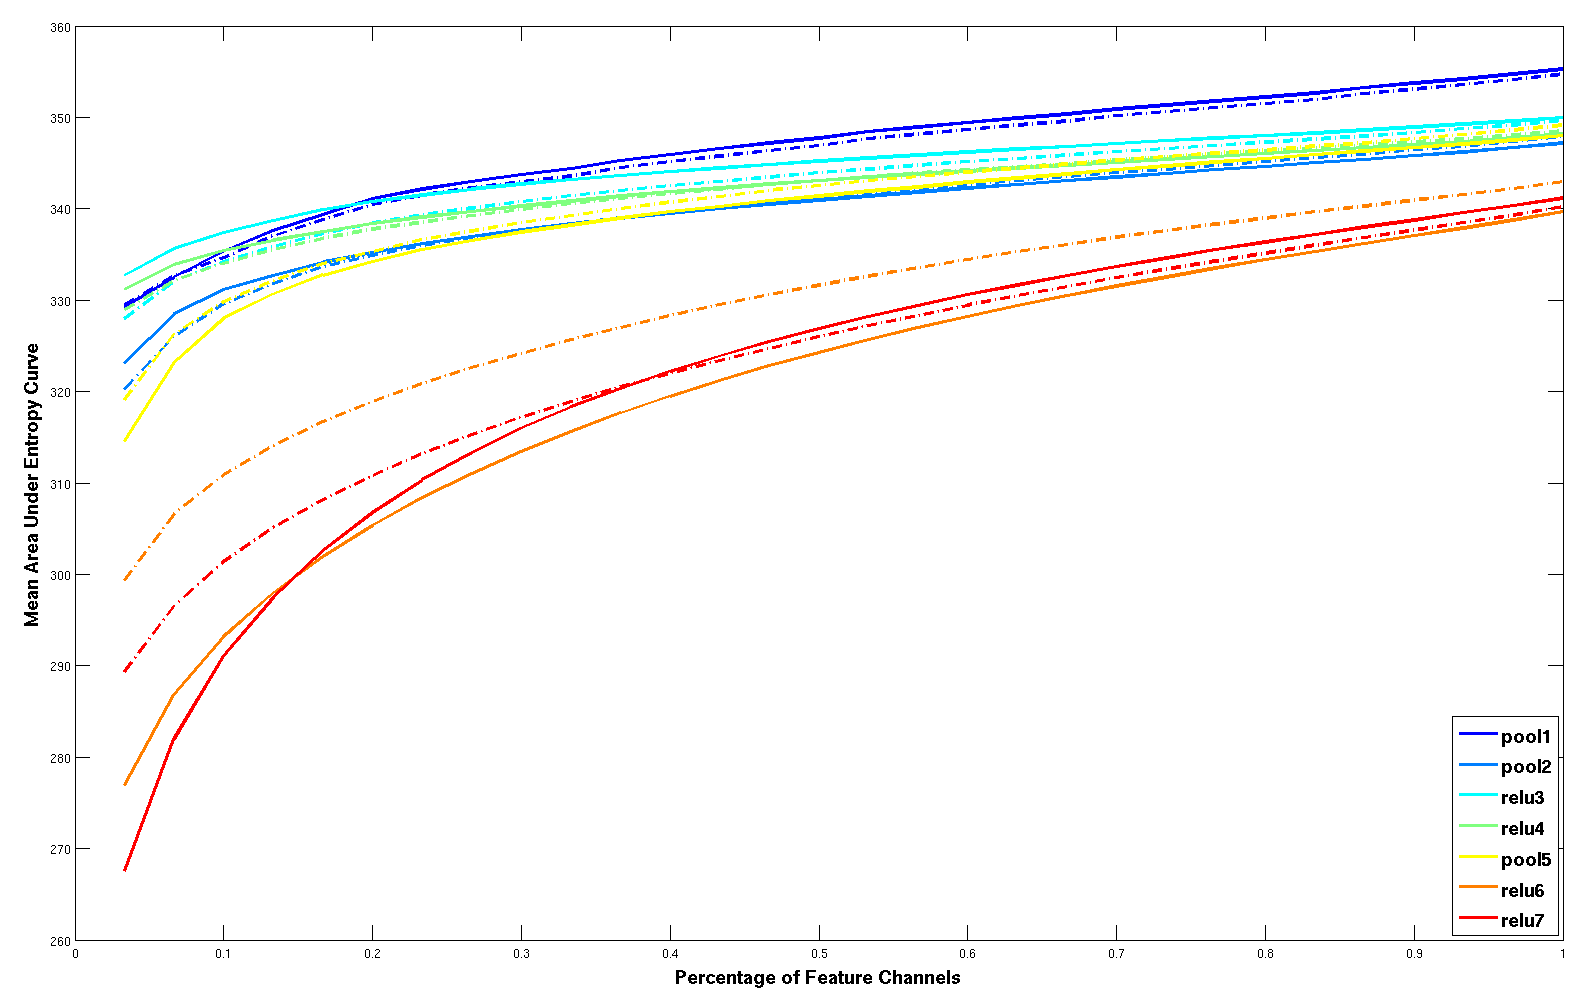 360
350
340
330
320
310
300
290
280
270
260
Mean Area Under Entropy Curve
pool1
pool2
relu3
relu4
pool5
relu6
relu7
0 0.1 0.2 0.3 0.4 0.5 0.6 0.7 0.8 0.9 1
Percentage of Feature Channels